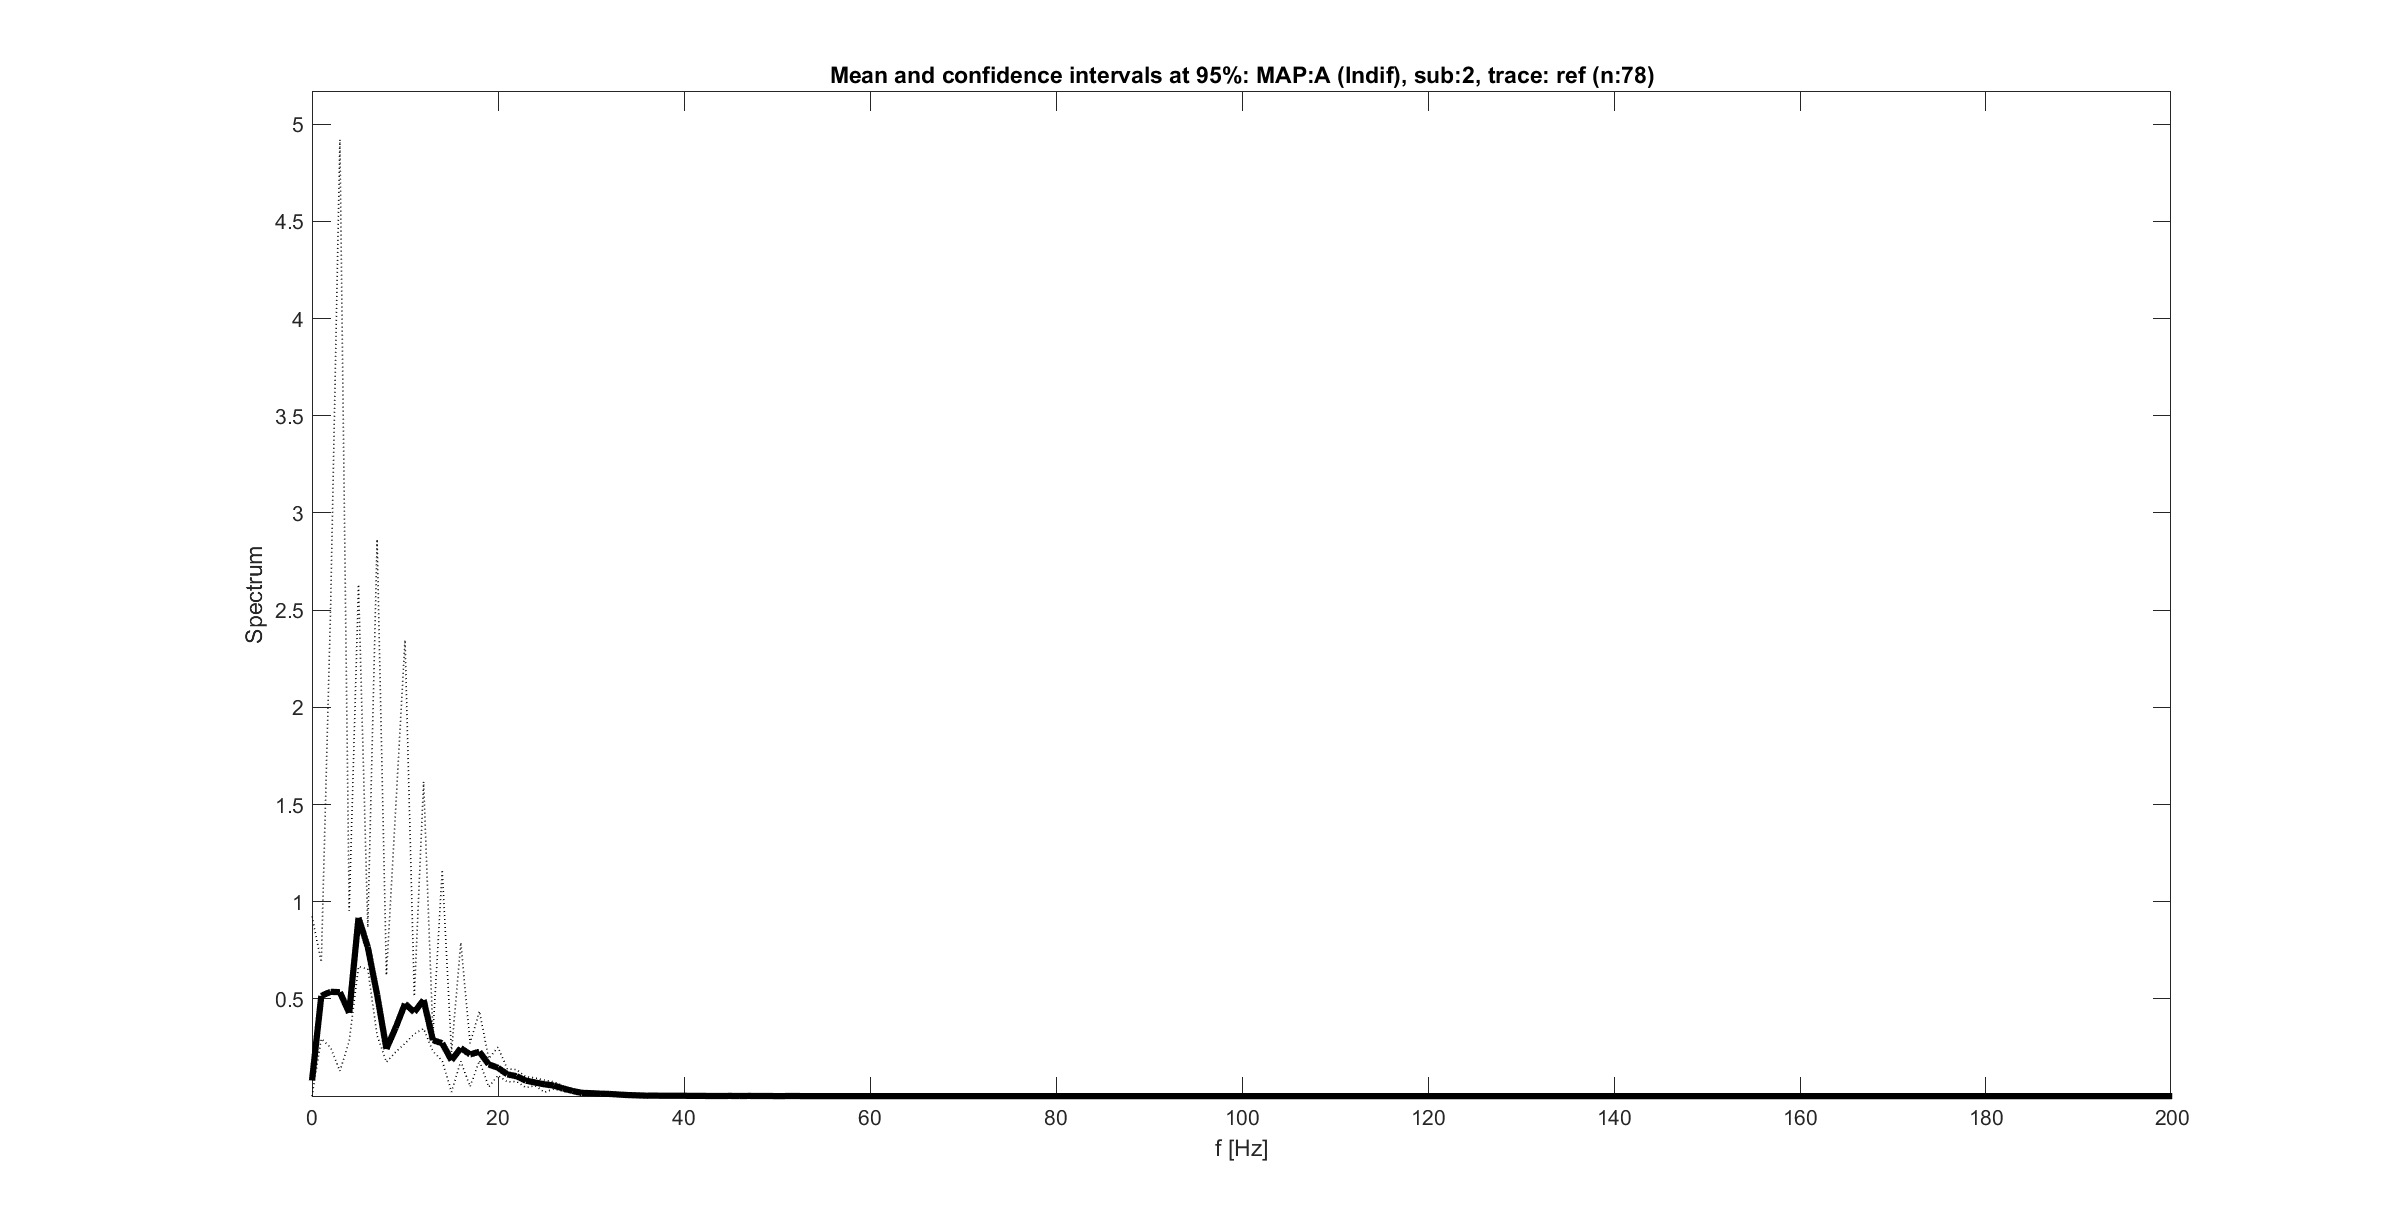 Mean and confidence intervals at 95%: MAP:A (Indif), sub:2, trace: ref (n:78)
5
4.5
4
3.5
3
2.5
2
1.5
1
0.5
Spectrum
0 20 40 60 80 100 120 140 160 180 200
f [Hz]